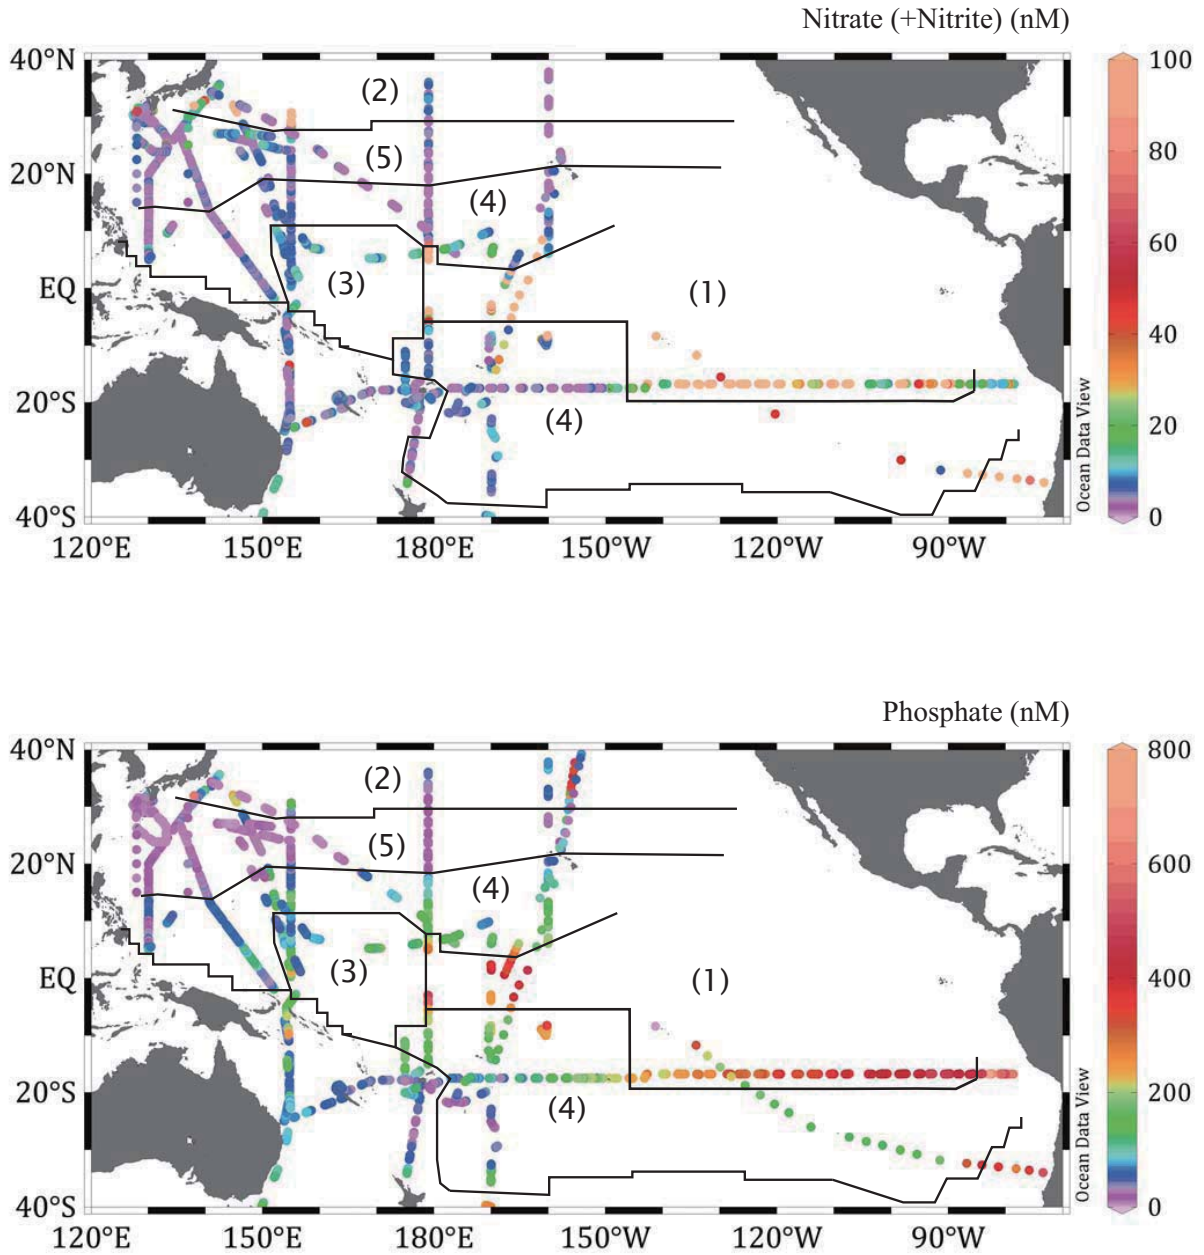 Nitrate (+Nitrite) (nM)
40°N
20°N
EQ
20°S
40°S
(2)
(5)
(4)
(3)
(1)
(4)
120°E
150°E
180°E
150°W
120°W
90°W
Ocean Data View
100
80
60
40
20
0
Phosphate (nM)
40°N
20°N
EQ
20°S
40°S
(2)
(5)
(4)
(3)
(1)
(4)
120°E
150°E
180°E
150°W
120°W
90°W
Ocean Data View
800
600
400
200
0